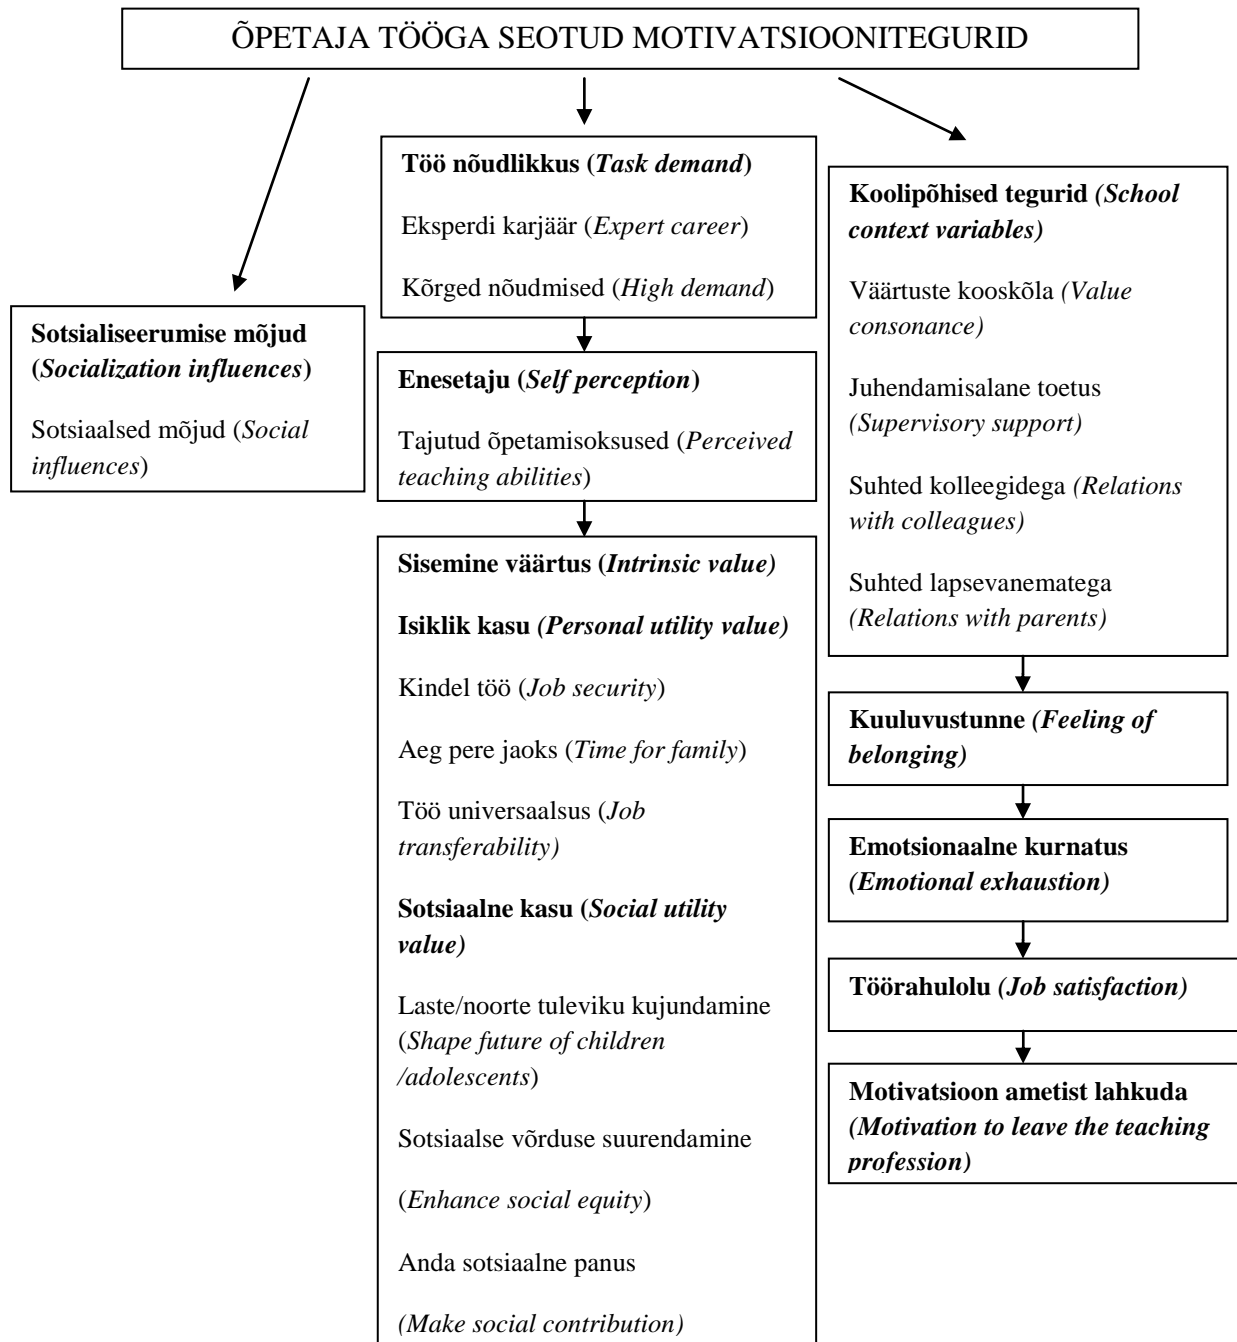 ÕPETAJA TÖÖGA SEOTUD MOTIVATSIOONITEGURID
Sotsialiseerumise mõjud
(Socialization influences)
Sotsiaalsed mõjud (Social
influences)
Töö nõudlikkus (Task demand)
Eksperdi karjäär (Expert career)
Kõrged nõudmised (High demand)
Enesetaju (Self perception)
Tajutud õpetamisoksused (Perceived
teaching abilities)
Sisemine väärtus (Intrinsic value)
Isiklik kasu (Personal utility value)
Kindel töö (Job security)
Aeg pere jaoks (Time for family)
Töö universaalsus (Job
transferability)
Sotsiaalne kasu (Social utility
value)
Laste/noorte tuleviku kujundamine
(Shape future of children
/adolescents)
Sotsiaalse võrduse suurendamine
(Enhance social equity)
Anda sotsiaalne panus
(Make social contribution)
Koolipõhised tegurid (School
context variables)
Väärtuste kooskõla (Value
consonance)
Juhendamisalane toetus
(Supervisory support)
Suhted kolleegidega (Relations
with colleagues)
Suhted lapsevanematega
(Relations with parents)
Kuuluvustunne (Feeling of
belonging)
Emotsionaalne kurnatus
(Emotional exhaustion)
Töörahulolu (Job satisfaction)
Motivatsioon ametist lahkuda
(Motivation to leave the teaching
profession)